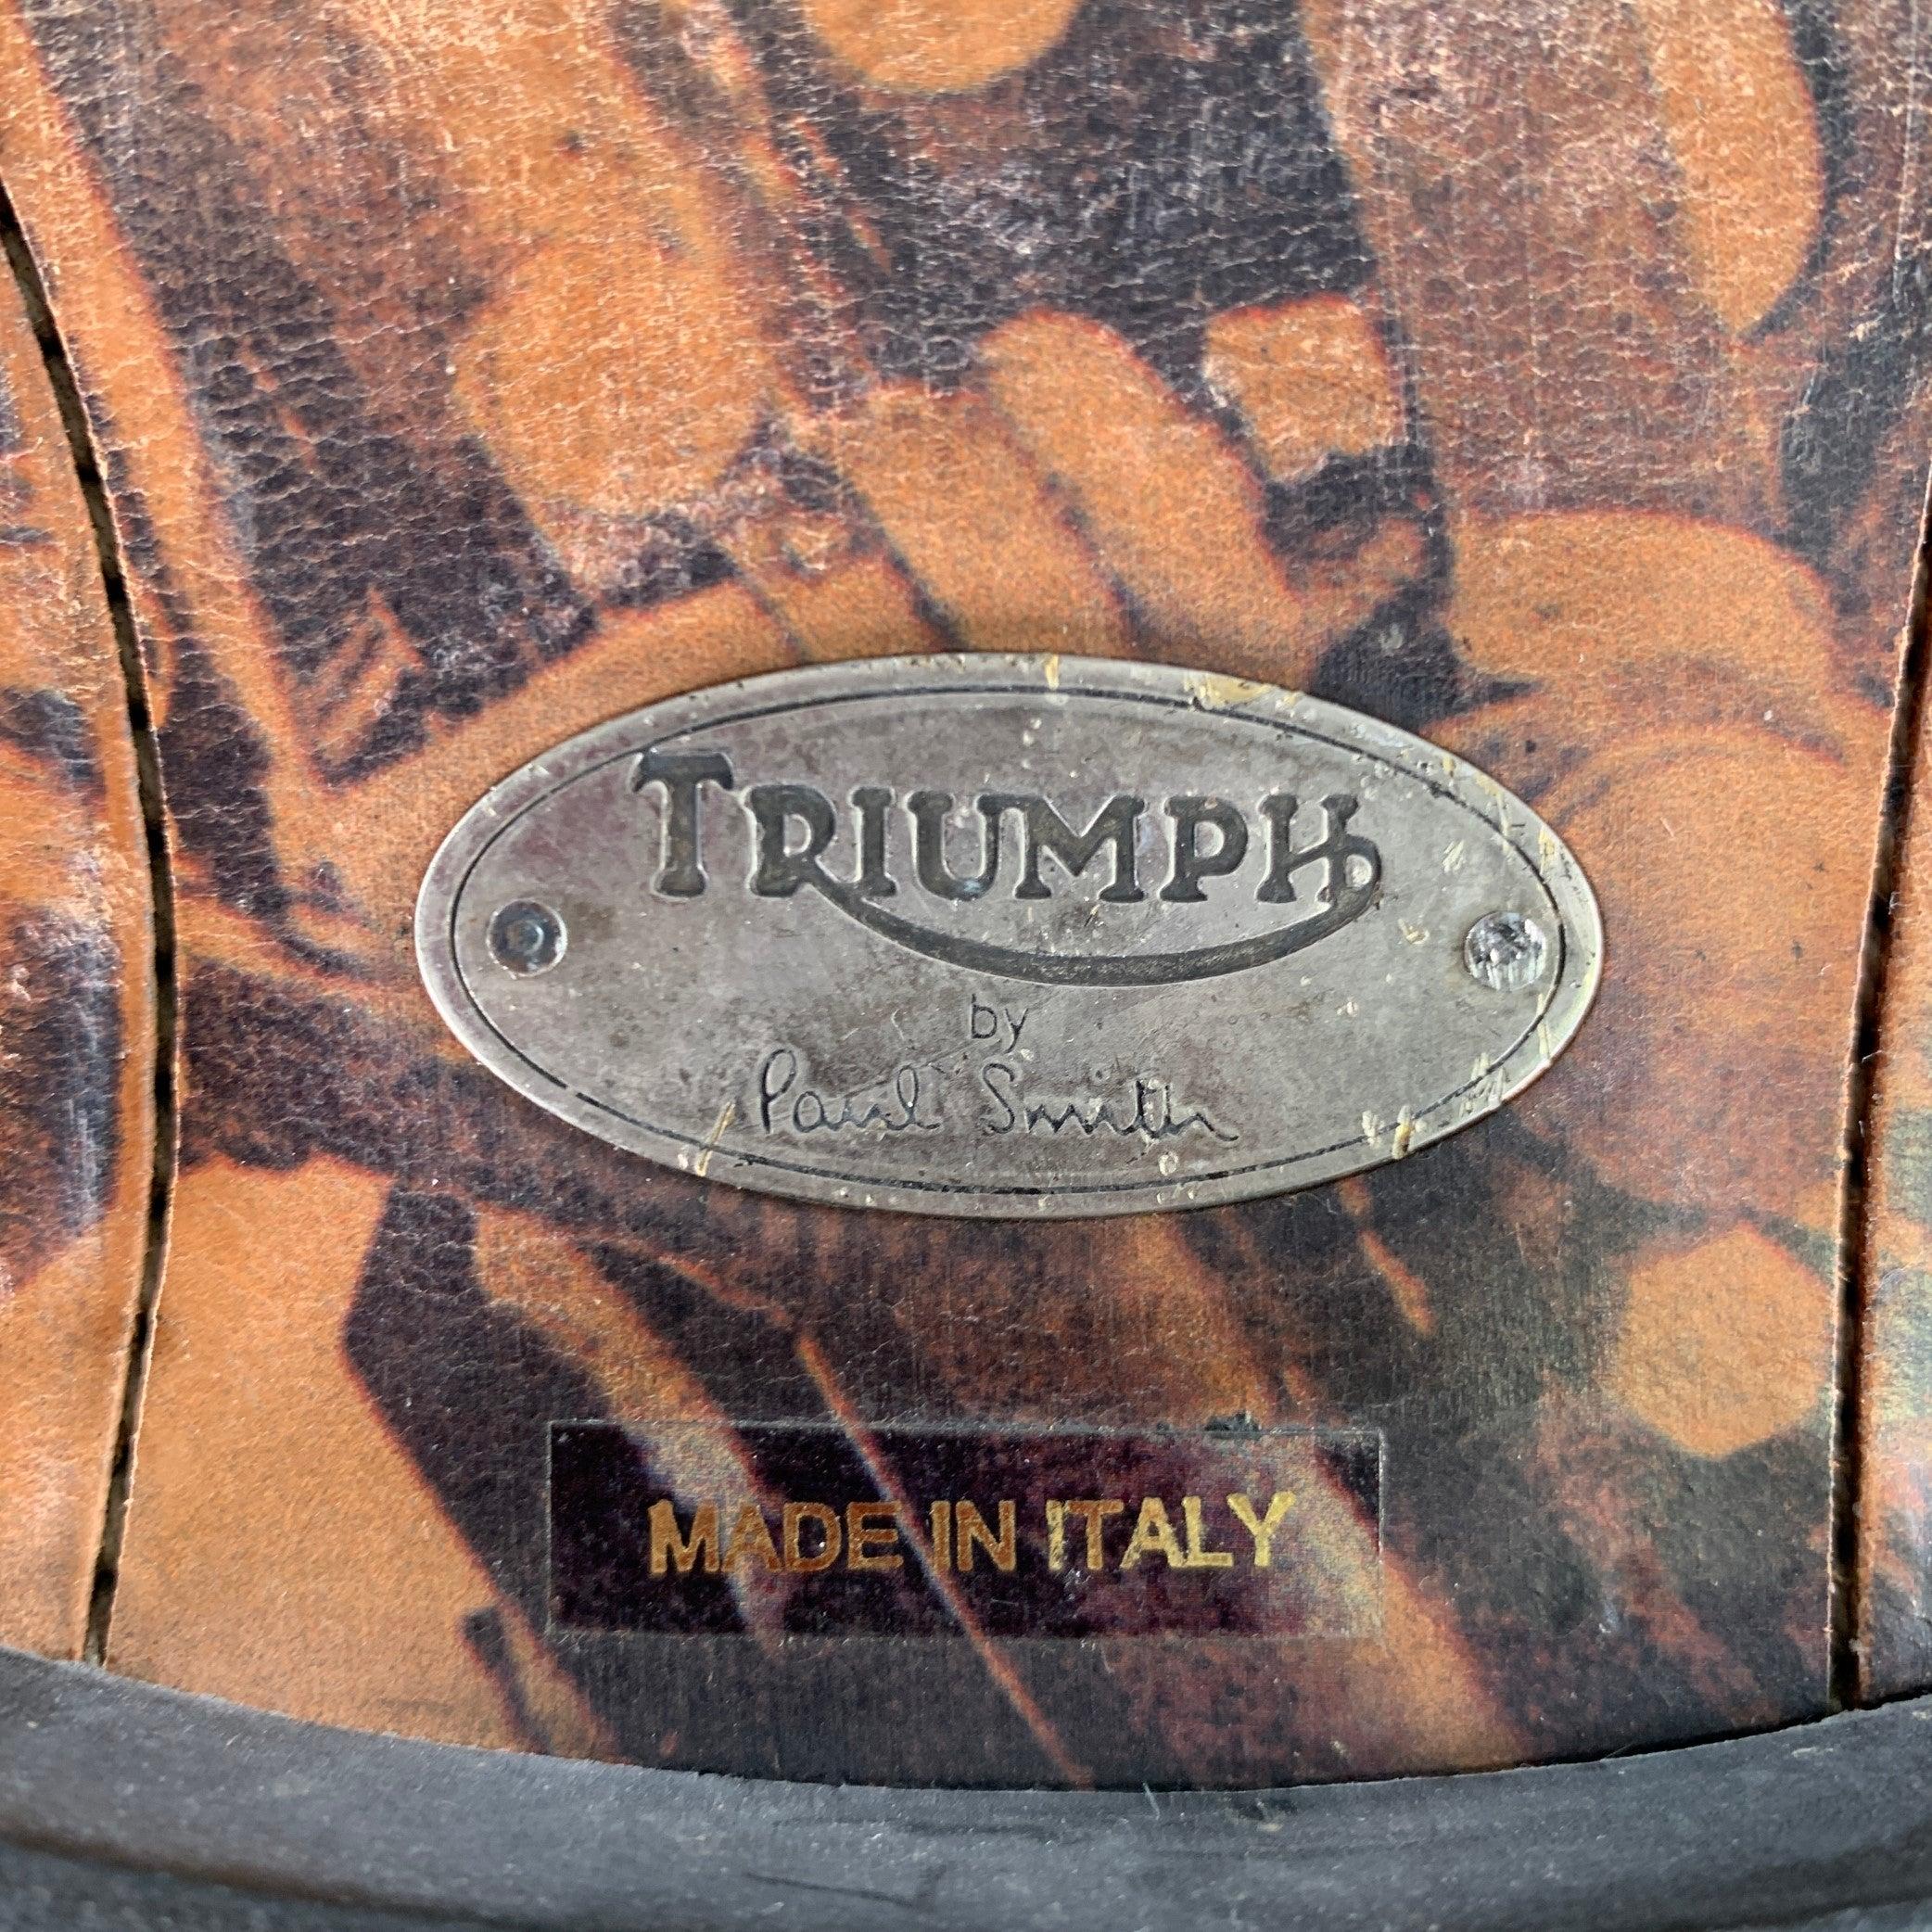 TRIUMPH
by
Paul Smith
MADE IN ITALY